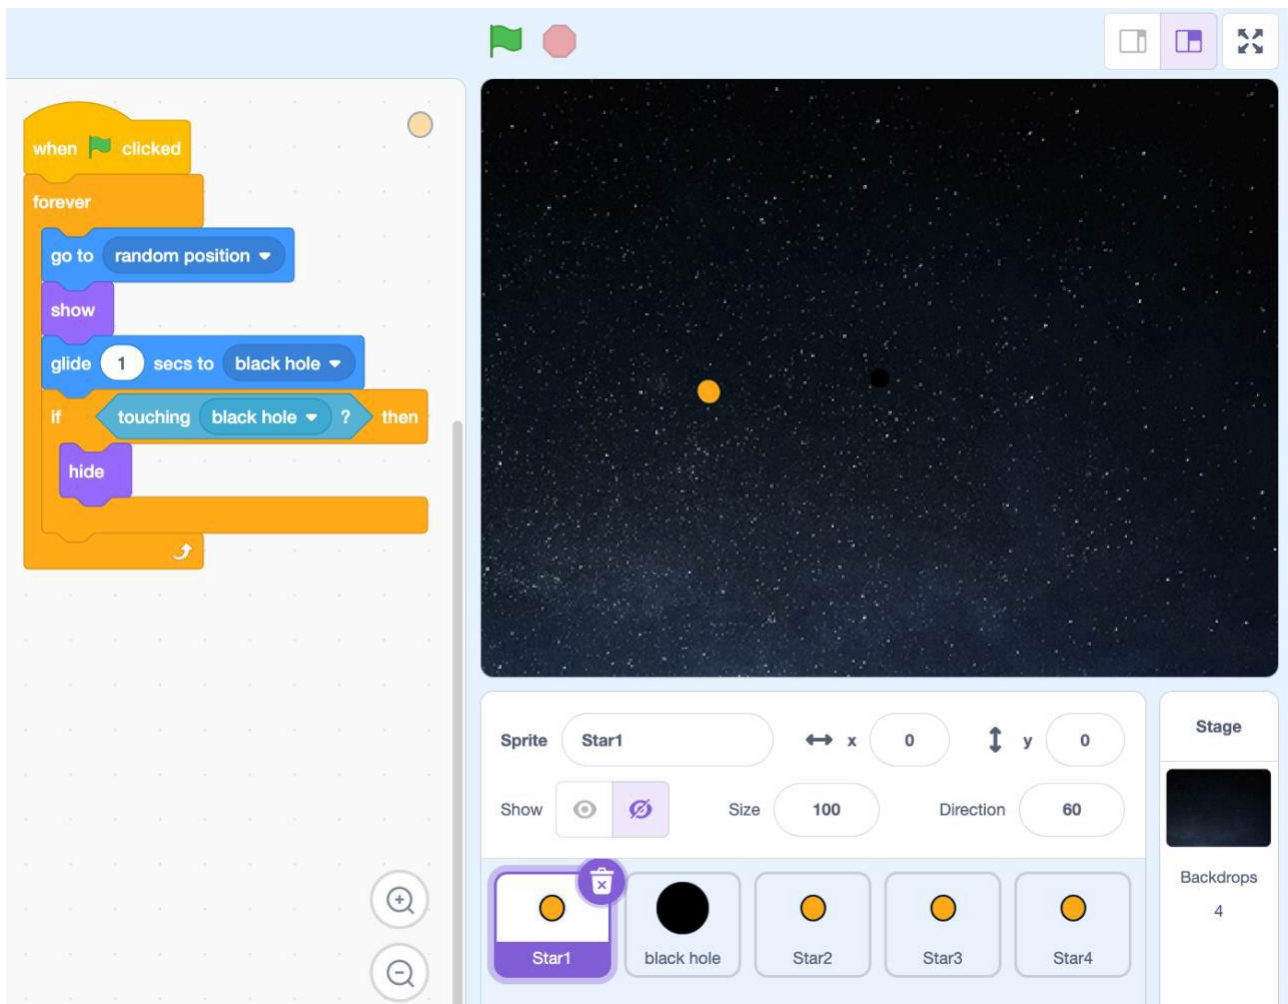 when clicked
forever
go to random position
show
glide 1 secs to black hole
if touching black hole ? then
hide
Sprite Star1 x 0 y 0
Show Size 100 Direction 60
Star1 black hole Star2 Star3 Star4
Stage
Backdrops
4